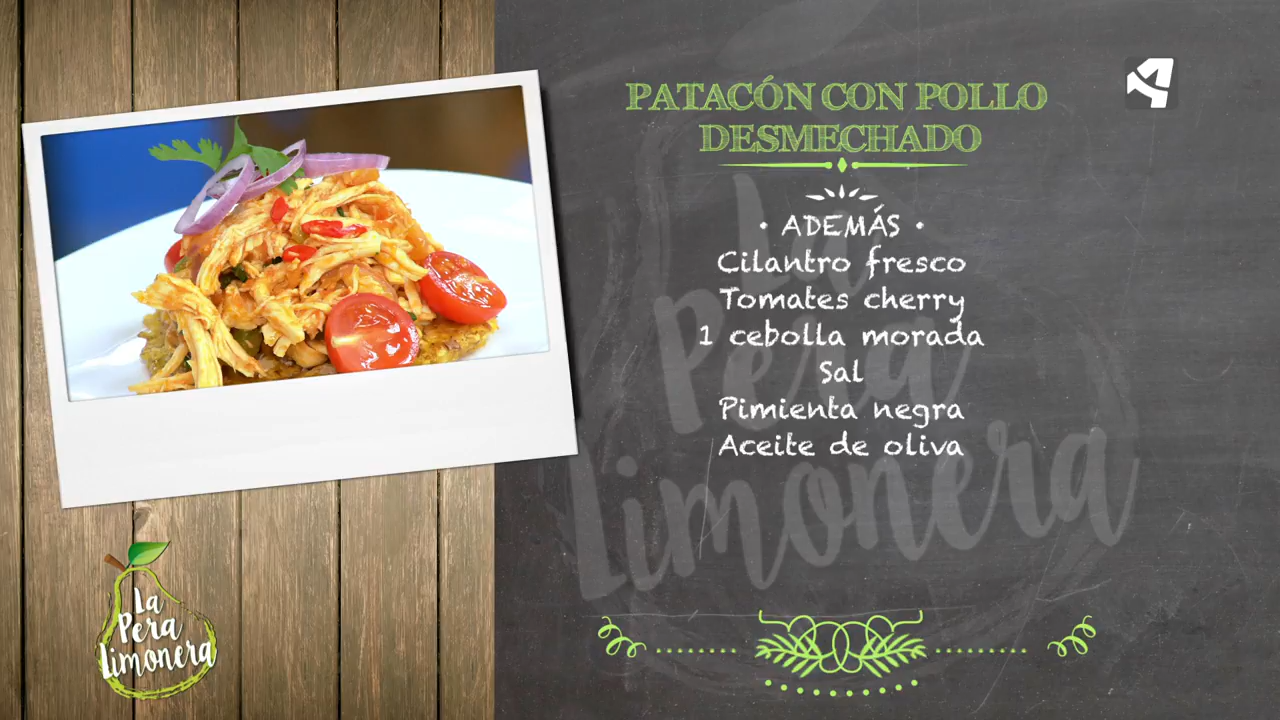 PATACÓN CON POLLO
DESMECHADO
• ADEMÁS •
Cilantro fresco
Tomates cherry
1 cebolla morada
Sal
Pimienta negra
Aceite de oliva
La
Pera
Limonera
La
Pera
Limonera